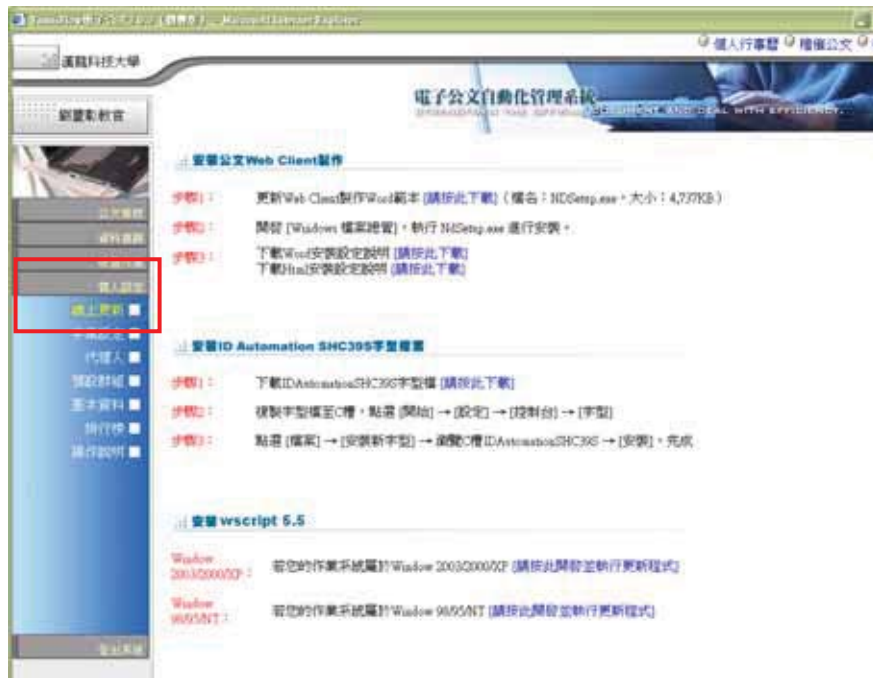 個人行事曆 稽催公文
漢龍科技大學
電子公文自動化管理系統
安裝公文Web Client製作
步驟1： 更新Web Client製作Word範本 [請按此下載]（檔名：NDSetup.exe，大小：4,737KB）
步驟2： 開啟 [Windows 檔案總管]，執行 NdSetup.exe 進行安裝。
步驟3： 下載Word安裝設定說明 [請按此下載]
下載Html安裝設定說明 [請按此下載]
個人設定
線上更新
代理人
預設群組
基本資料
排行榜
操作說明
安裝ID Automation SHC39S字型檔案
步驟1： 下載IDAutomationSHC39S字型檔 [請按此下載]
步驟2： 複製字型檔至C槽，點選 [開始] → [設定] → [控制台] → [字型]
步驟3： 點選 [檔案] → [安裝新字型] → 瀏覽C槽IDAutomationSHC39S → [安裝]，完成
安裝 wscript 5.5
Window 2003/2000/XP： 若您的作業系統屬於Window 2003/2000/XP [請按此開啟並執行更新程式]
Window 98/95/NT： 若您的作業系統屬於Window 98/95/NT [請按此開啟並執行更新程式]
登出系統